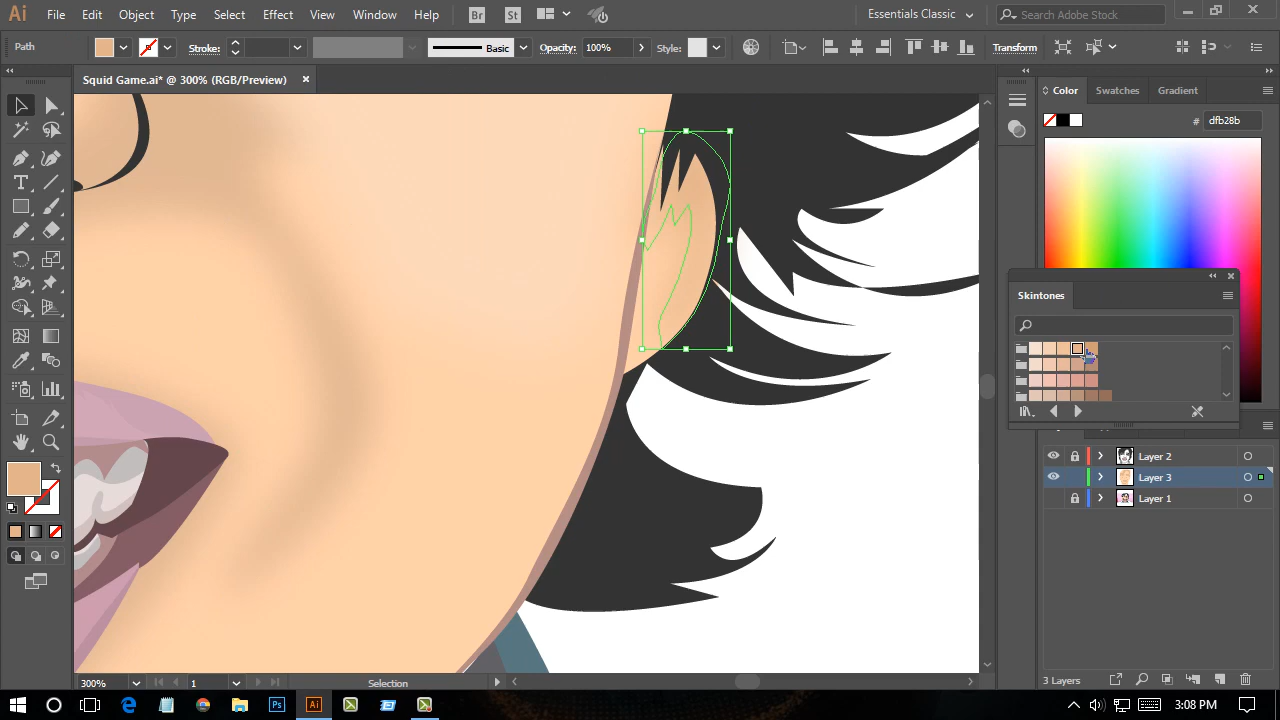 Ai File Edit Object Type Select Effect View Window Help Br St Essentials Classic Search Adobe Stock
Path Stroke: Basic Opacity: 100% Style: Transform
Squid Game.ai* @ 300% (RGB/Preview)
Color Swatches Gradient
# dfb28b
Skintones
Layer 2
Layer 3
Layer 1
3 Layers
300% 1 Selection
Ps Ai 3:08 PM